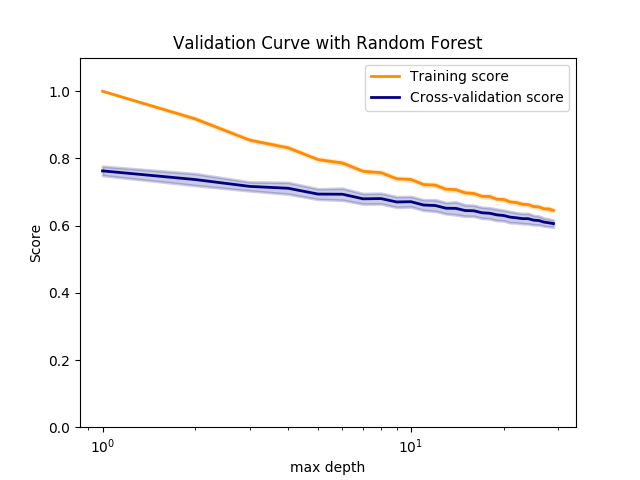 Validation Curve with Random Forest
Training score
Cross-validation score
Score
1.0
0.8
0.6
0.4
0.2
0.0
10⁰
10¹
max depth